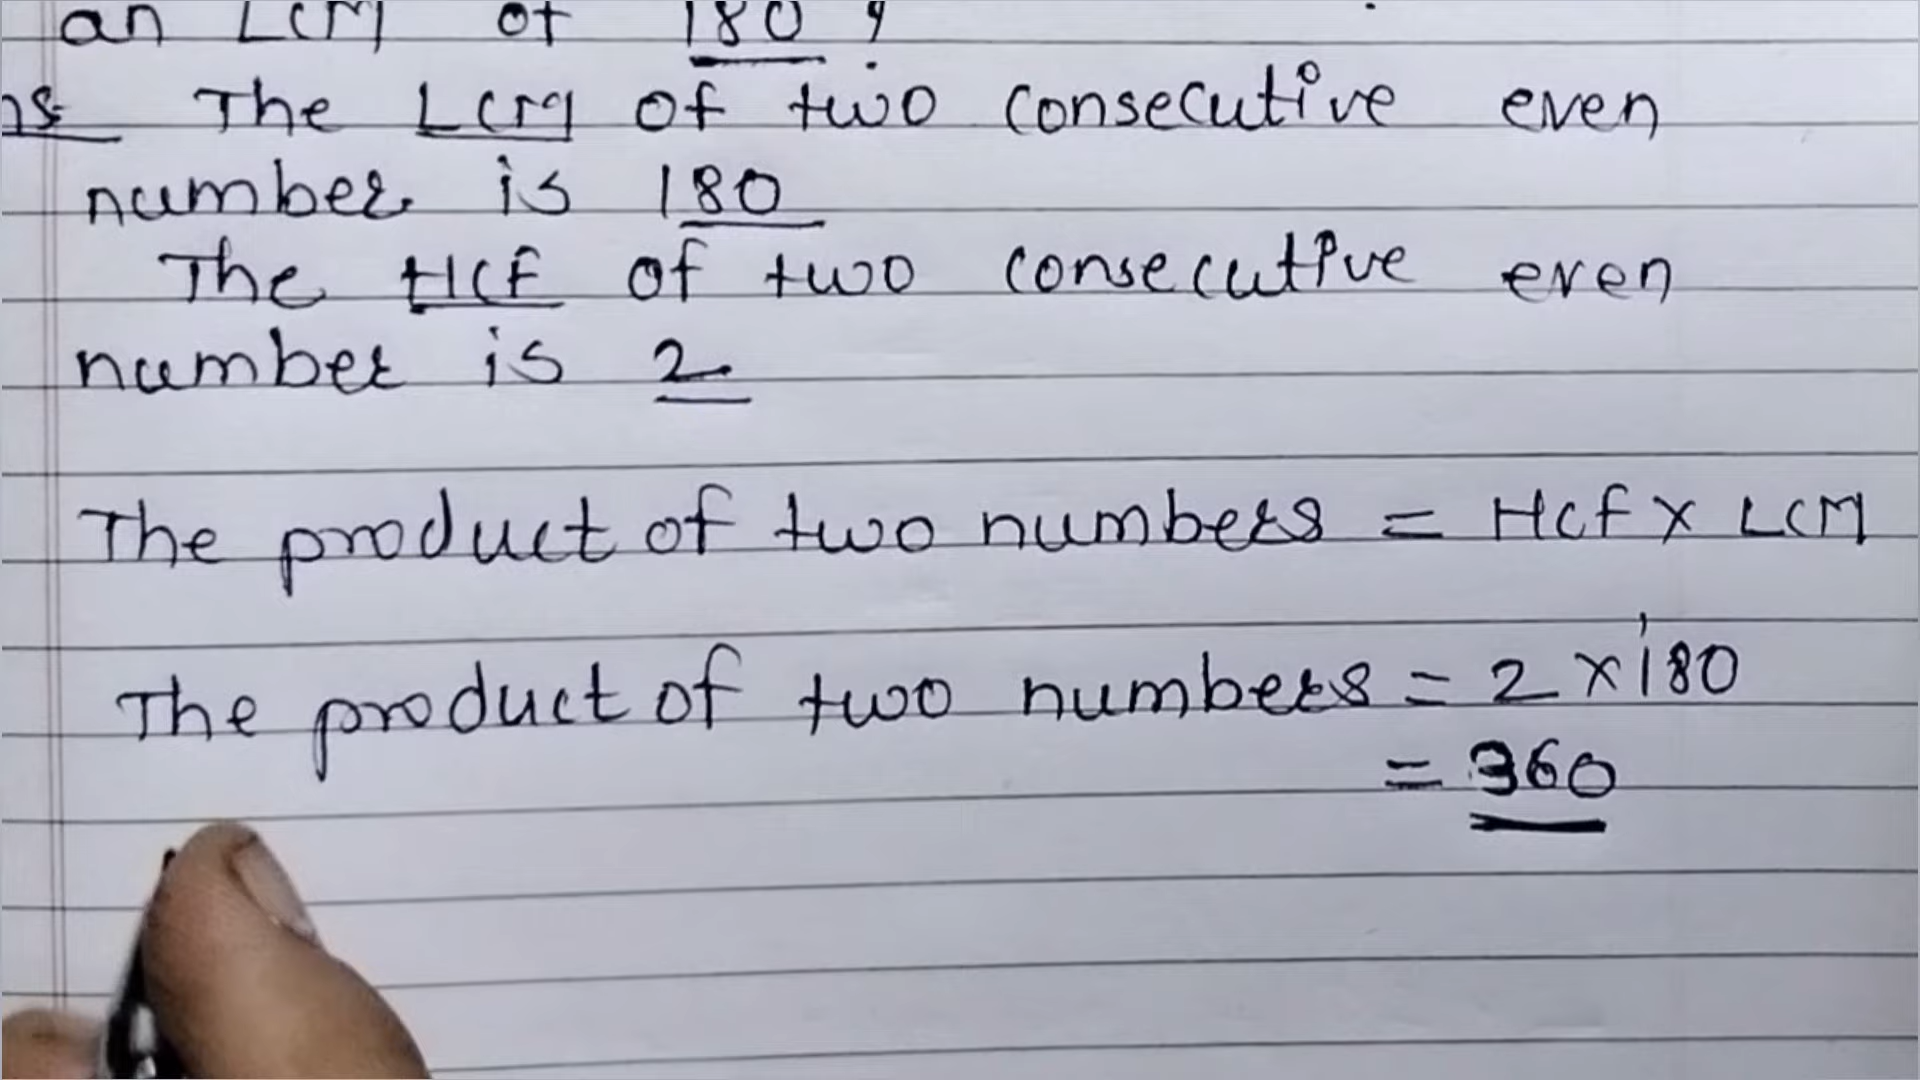 an LCM of 180?
ns The LCM of two consecutive even
number is 180
The HCF of two consecutive even
number is 2
The product of two numbers = HCF x LCM
The product of two numbers = 2 x 180
= 360